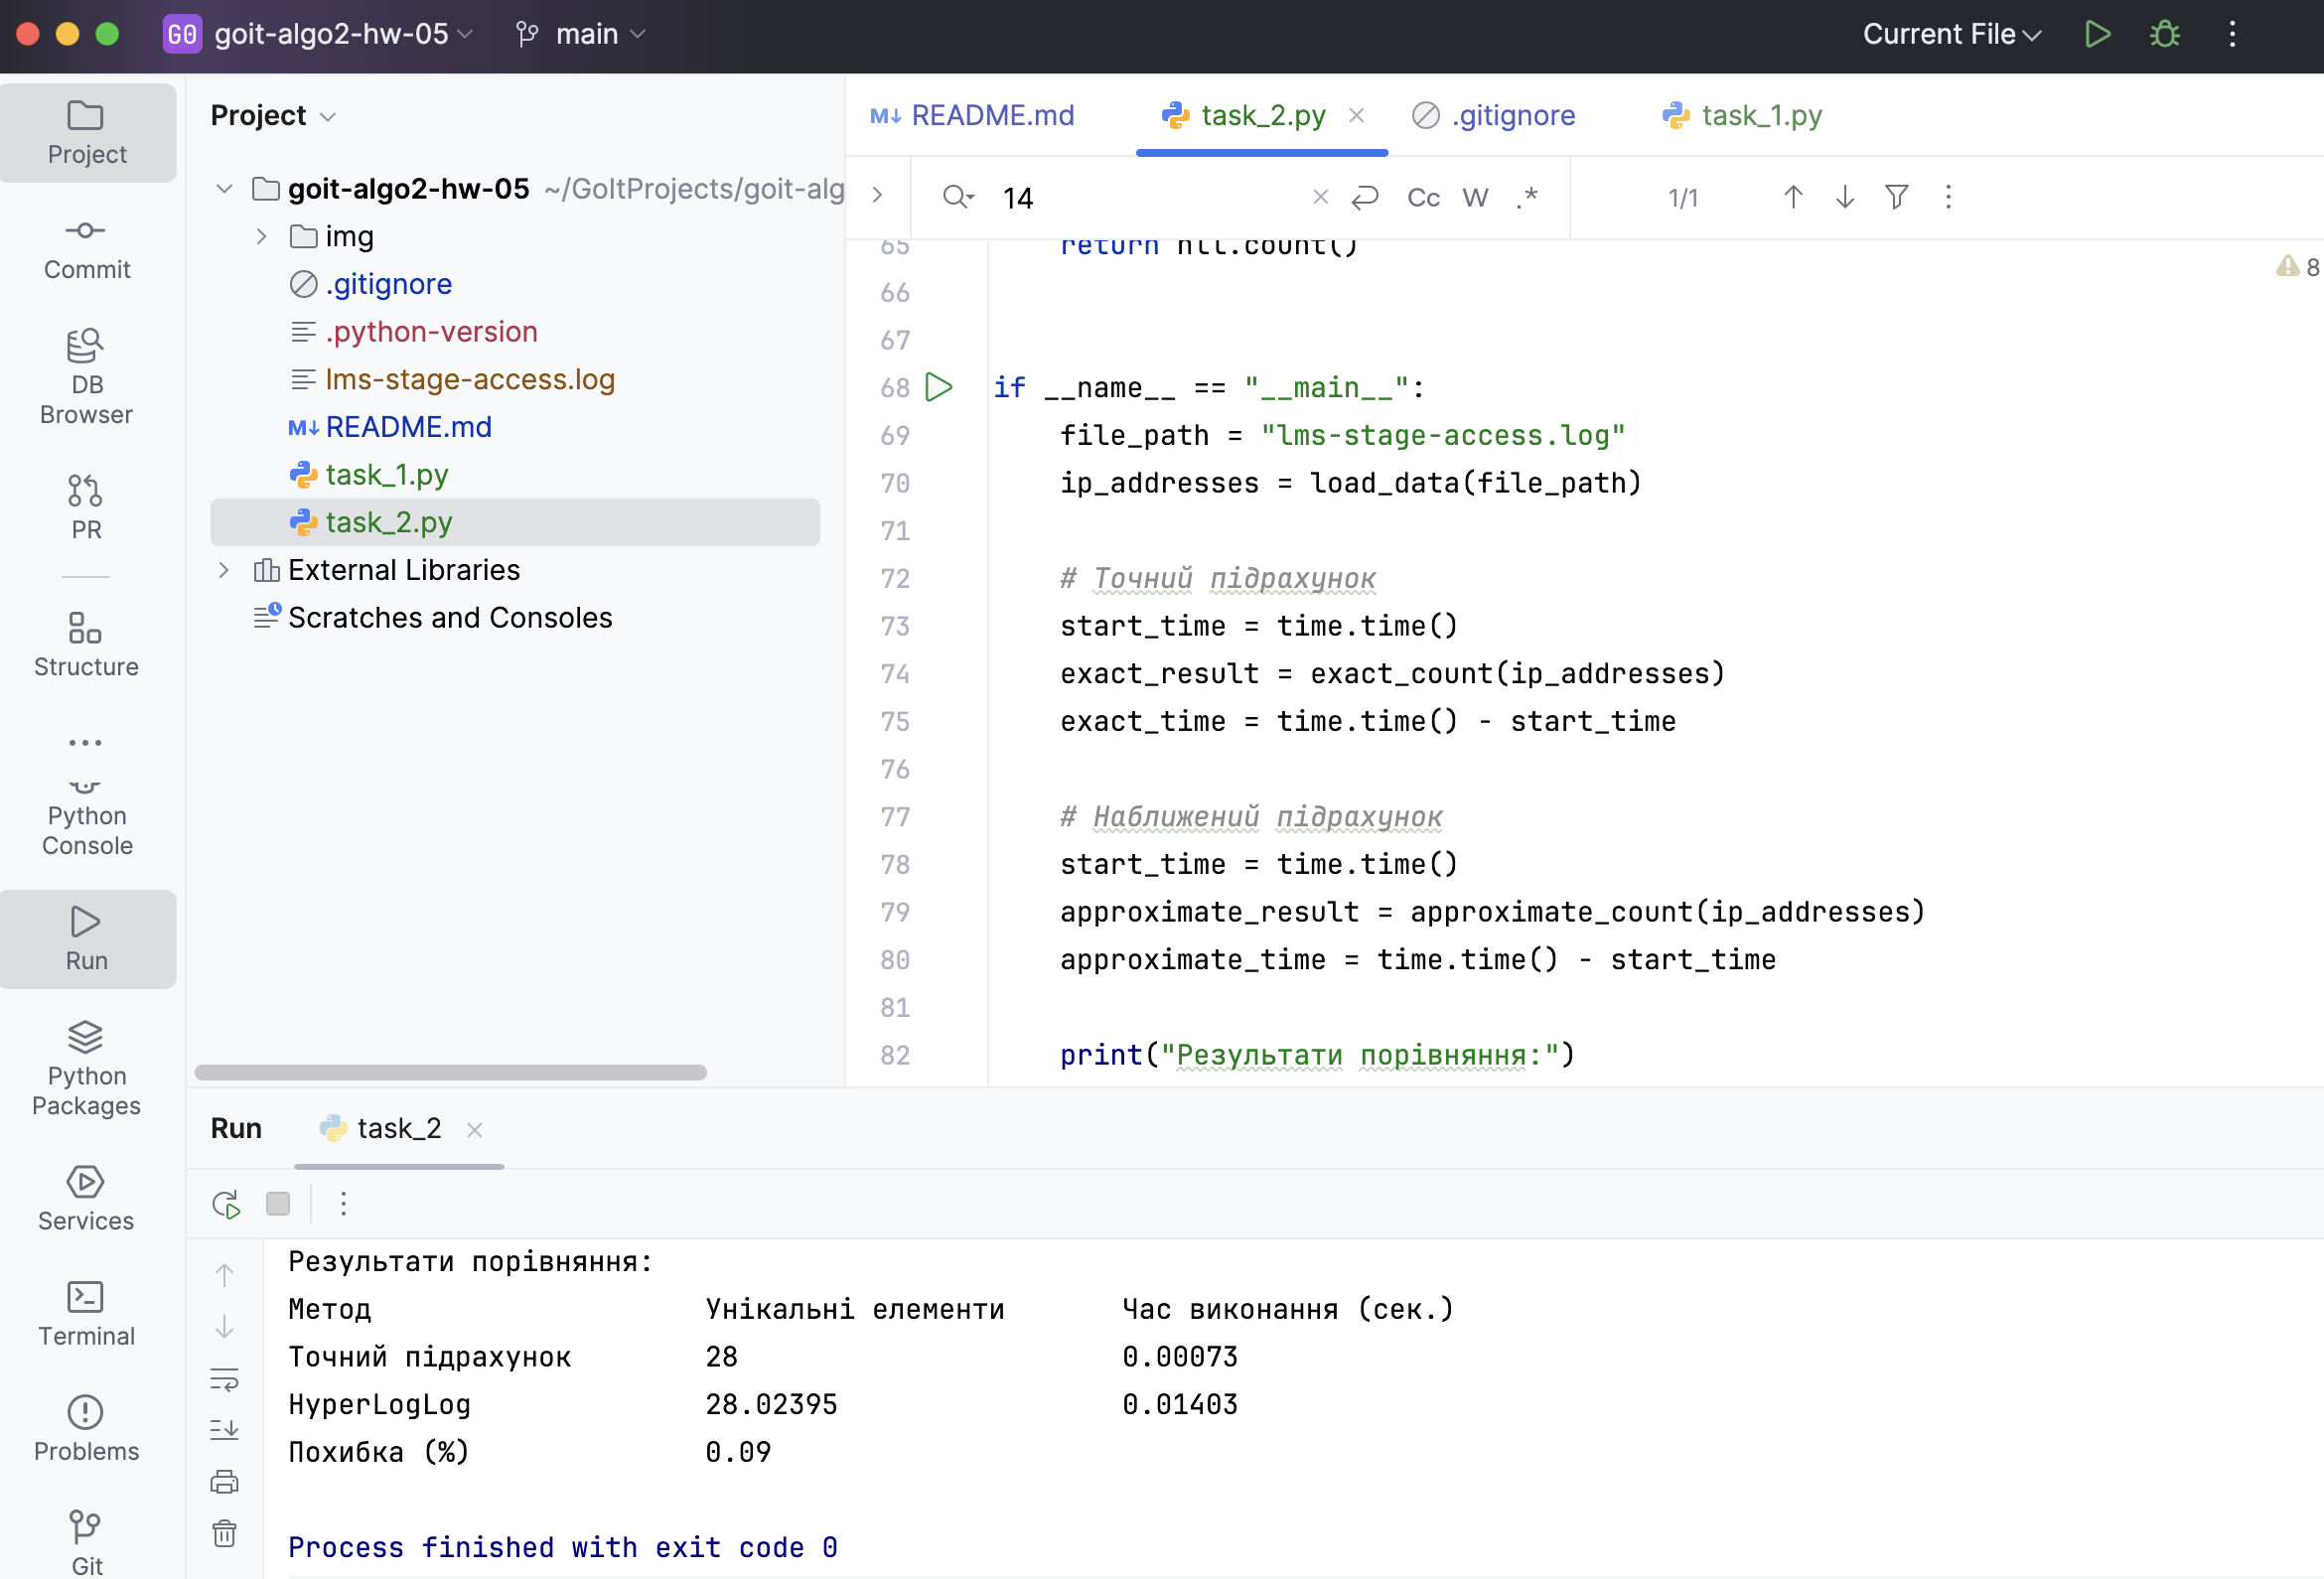 GO goit-algo2-hw-05 main Current File
Project
Commit
DB
Browser
PR
Structure
Python
Console
Run
Python
Packages
Services
Terminal
Problems
Git
Project
goit-algo2-hw-05 ~/GoItProjects/goit-alg
img
.gitignore
.python-version
lms-stage-access.log
M↓ README.md
task_1.py
task_2.py
External Libraries
Scratches and Consoles
M↓ README.md task_2.py .gitignore task_1.py
14 Cc W .* 1/1
8
65 return hll.count()
66
67
68 if __name__ == "__main__":
69 file_path = "lms-stage-access.log"
70 ip_addresses = load_data(file_path)
71
72 # Точний підрахунок
73 start_time = time.time()
74 exact_result = exact_count(ip_addresses)
75 exact_time = time.time() - start_time
76
77 # Наближений підрахунок
78 start_time = time.time()
79 approximate_result = approximate_count(ip_addresses)
80 approximate_time = time.time() - start_time
81
82 print("Результати порівняння:")
Run task_2
Результати порівняння:
Метод Унікальні елементи Час виконання (сек.)
Точний підрахунок 28 0.00073
HyperLogLog 28.02395 0.01403
Похибка (%) 0.09
Process finished with exit code 0